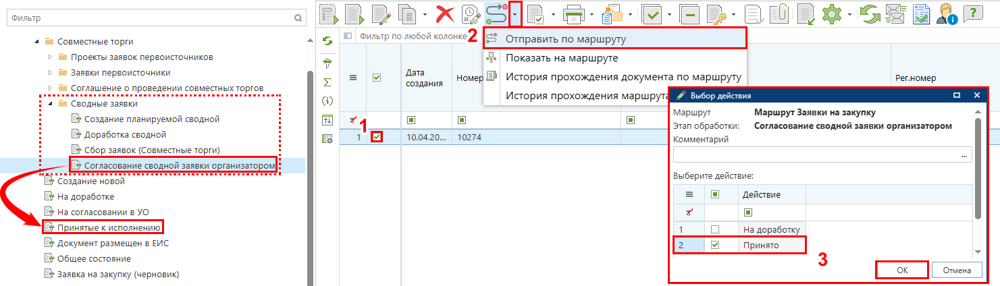 Фильтр
Совместные торги
Проекты заявок первоисточников
Заявки первоисточники
Соглашение о проведении совместных торгов
Сводные заявки
Создание планируемой сводной
Доработка сводной
Сбор заявок (Совместные торги)
Согласование сводной заявки организатором
Создание новой
На доработке
На согласовании в УО
Принятые к исполнению
Документ размещен в ЕИС
Общее состояние
Заявка на закупку (черновик)
Фильтр по любой колонке
2
Отправить по маршруту
Показать на маршруте
История прохождения документа по маршруту
История прохождения маршрута
Дата
создания
Номер
Рег.номер
1
1
10.04.20...
10274
Выбор действия
Маршрут
Маршрут Заявки на закупку
Этап обработки:
Согласование сводной заявки организатором
Комментарий
...
Выберите действие:
Действие
1
На доработку
2
Принято
3
ОК
Отмена